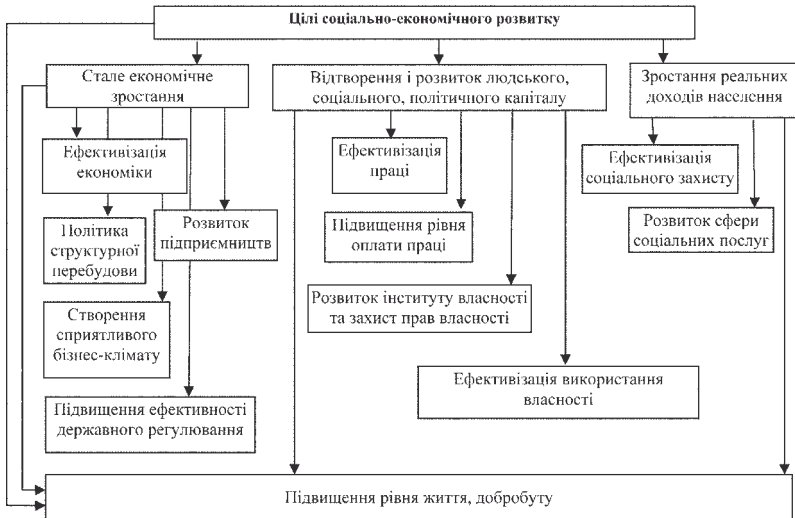 Цілі соціально-економічного розвитку
Стале економічне
зростання
Відтворення і розвиток людського,
соціального, політичного капіталу
Зростання реальних
доходів населення
Ефективізація
економіки
Ефективізація
праці
Ефективізація
соціального захисту
Політика
структурної
перебудови
Розвиток
підприємництв
Підвищення рівня
оплати праці
Розвиток сфери
соціальних послуг
Створення
сприятливого
бізнес-клімату
Розвиток інституту власності
та захист прав власності
Ефективізація використання
власності
Підвищення ефективності
державного регулювання
Підвищення рівня життя, добробуту